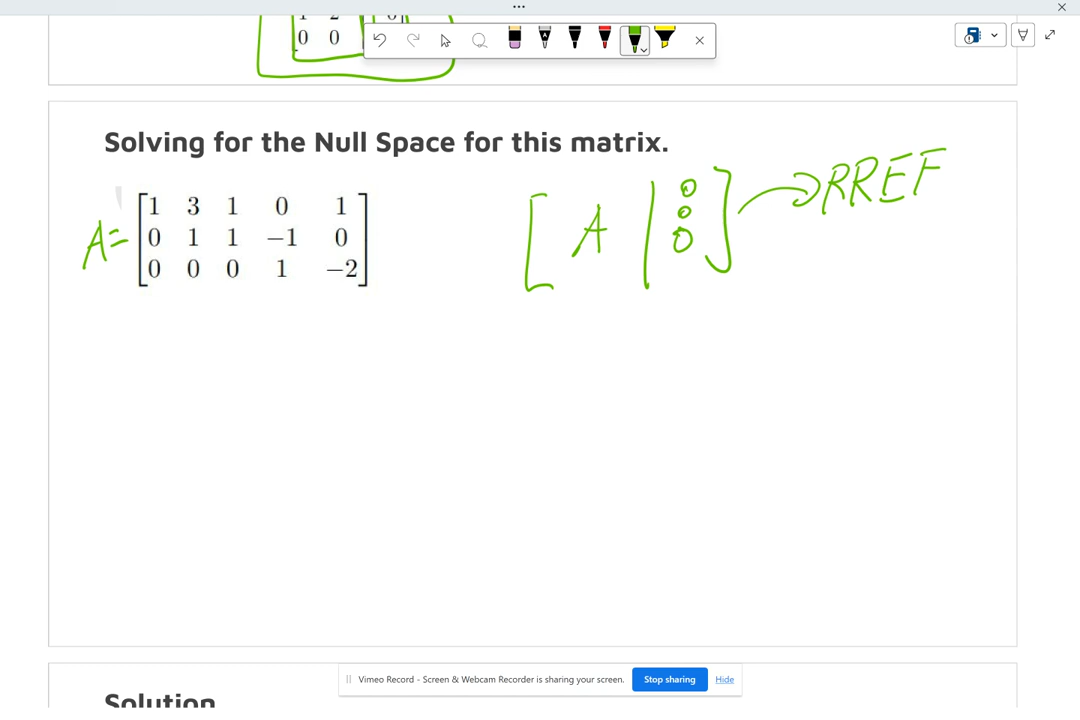 0 0
Solving for the Null Space for this matrix.
A= [1 3 1 0 1
0 1 1 −1 0
0 0 0 1 −2]
[ A | 0
0
0 ] → RREF
Vimeo Record - Screen & Webcam Recorder is sharing your screen. Stop sharing Hide
Solution